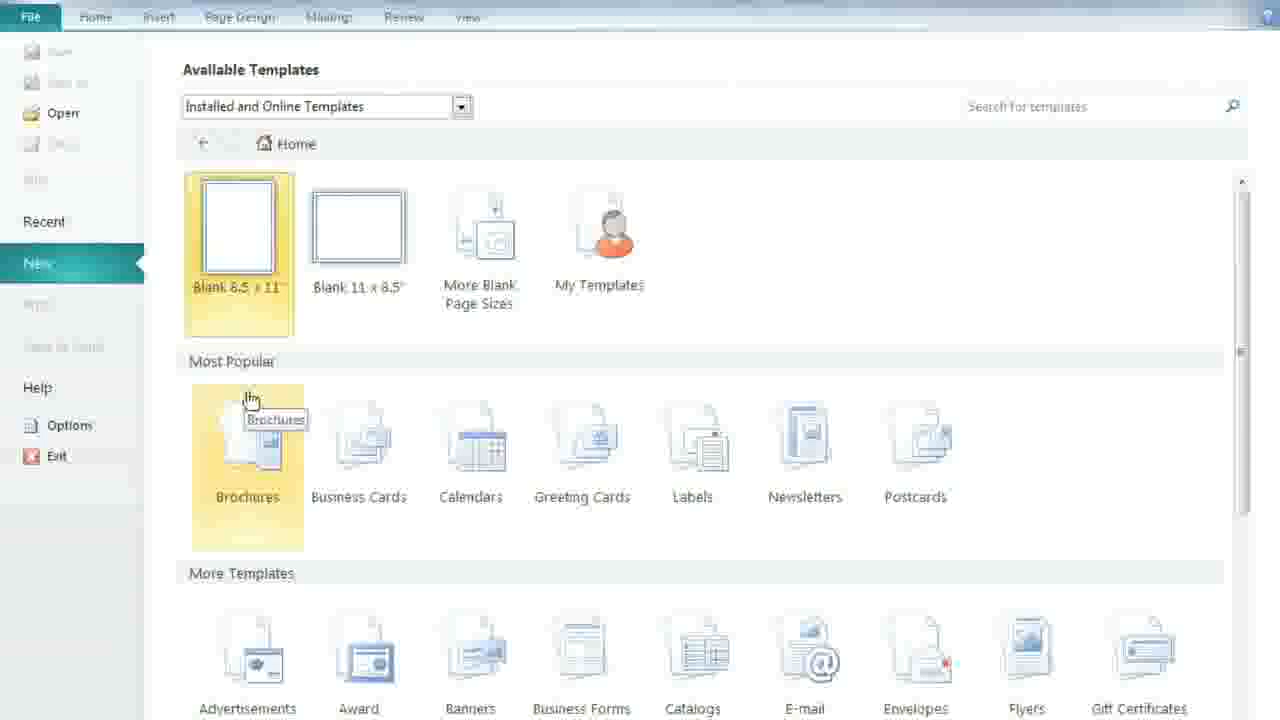 File Home Insert Page Design Mailings Review View
Available Templates
Installed and Online Templates
Search for templates
Open
Home
Recent
New
Blank 8.5 x 11"
Blank 11 x 8.5"
More Blank
Page Sizes
My Templates
Most Popular
Help
Options
Exit
Brochures
Brochures
Business Cards
Calendars
Greeting Cards
Labels
Newsletters
Postcards
More Templates
Advertisements
Award
Banners
Business Forms
Catalogs
E-mail
Envelopes
Flyers
Gift Certificates